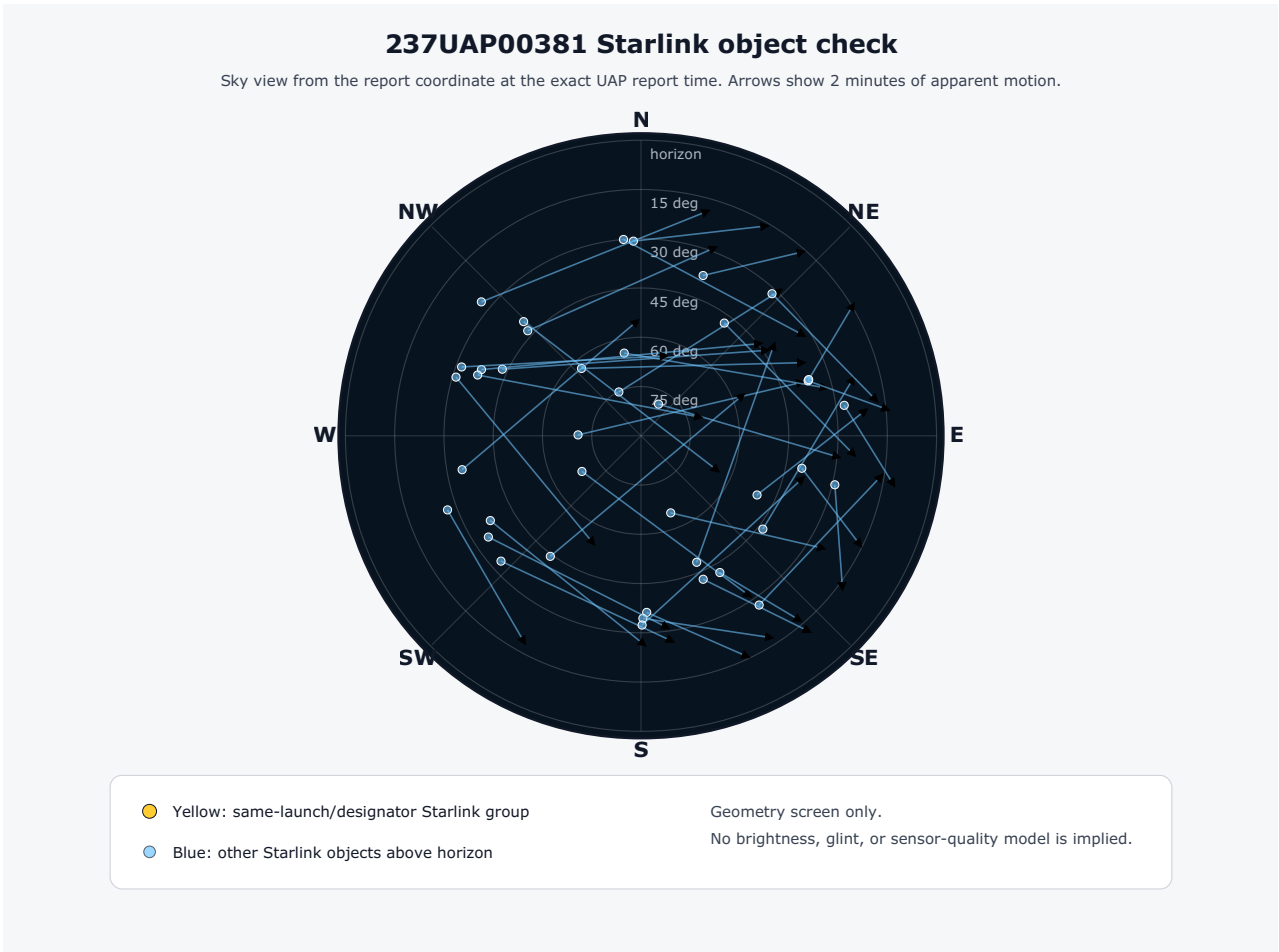 237UAP00381 Starlink object check
Sky view from the report coordinate at the exact UAP report time. Arrows show 2 minutes of apparent motion.
N
horizon
NW
NE
15 deg
30 deg
45 deg
60 deg
75 deg
W
E
SW
SE
S
Yellow: same-launch/designator Starlink group
Geometry screen only.
No brightness, glint, or sensor-quality model is implied.
Blue: other Starlink objects above horizon